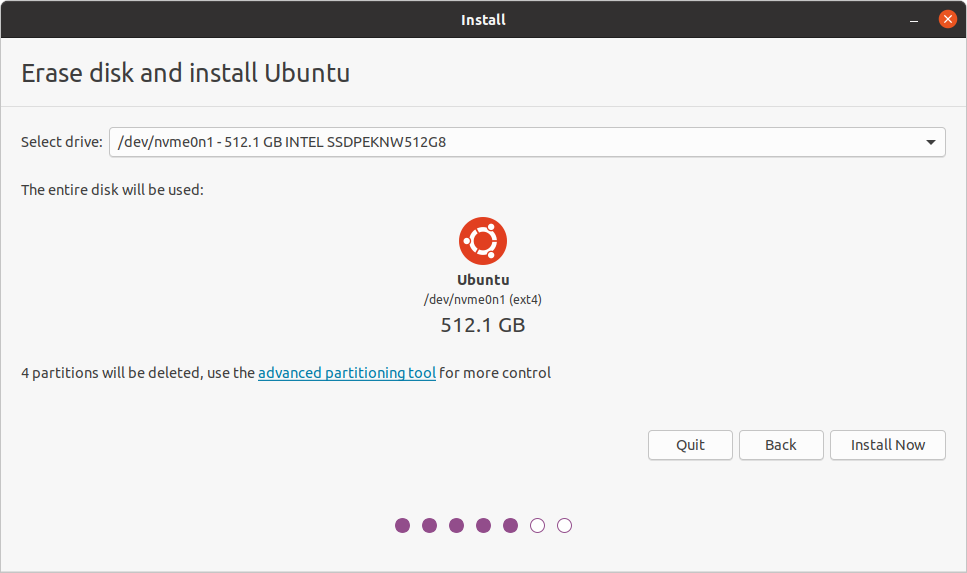 Install
Erase disk and install Ubuntu
Select drive: /dev/nvme0n1 - 512.1 GB INTEL SSDPEKNW512G8
The entire disk will be used:
Ubuntu
/dev/nvme0n1 (ext4)
512.1 GB
4 partitions will be deleted, use the advanced partitioning tool for more control
Quit Back Install Now